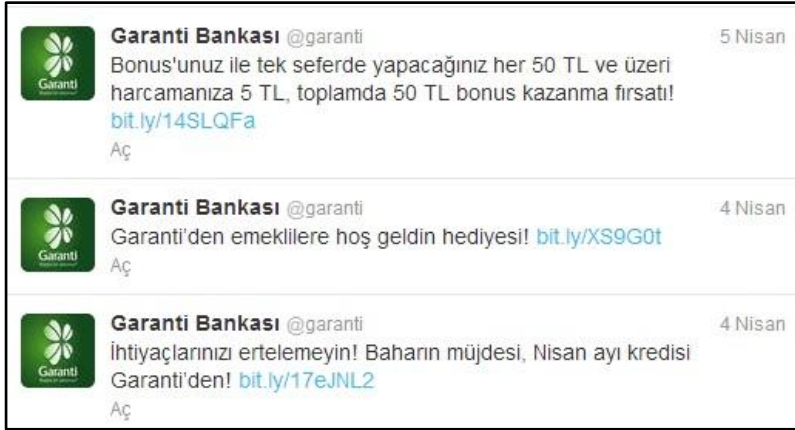 Garanti Bankası @garanti 5 Nisan
Bonus'unuz ile tek seferde yapacağınız her 50 TL ve üzeri
harcamanıza 5 TL, toplamda 50 TL bonus kazanma fırsatı!
bit.ly/14SLQFa
Aç
Garanti
Garanti Bankası @garanti 4 Nisan
Garanti'den emeklilere hoş geldin hediyesi! bit.ly/XS9G0t
Aç
Garanti
Garanti Bankası @garanti 4 Nisan
İhtiyaçlarınızı ertelemeyin! Baharın müjdesi, Nisan ayı kredisi
Garanti'den! bit.ly/17eJNL2
Aç
Garanti